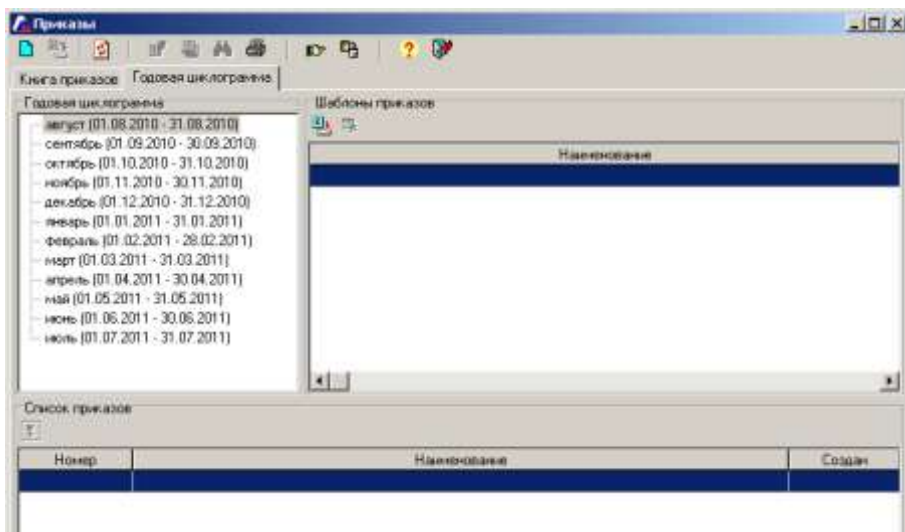 Приказы
Книга приказов Годовая циклограмма
Годовая циклограмма
август (01.08.2010 - 31.08.2010)
сентябрь (01.09.2010 - 30.09.2010)
октябрь (01.10.2010 - 31.10.2010)
ноябрь (01.11.2010 - 30.11.2010)
декабрь (01.12.2010 - 31.12.2010)
январь (01.01.2011 - 31.01.2011)
февраль (01.02.2011 - 28.02.2011)
март (01.03.2011 - 31.03.2011)
апрель (01.04.2011 - 30.04.2011)
май (01.05.2011 - 31.05.2011)
июнь (01.06.2011 - 30.06.2011)
июль (01.07.2011 - 31.07.2011)
Шаблоны приказов
Наименование
Список приказов
Номер Наименование Создан